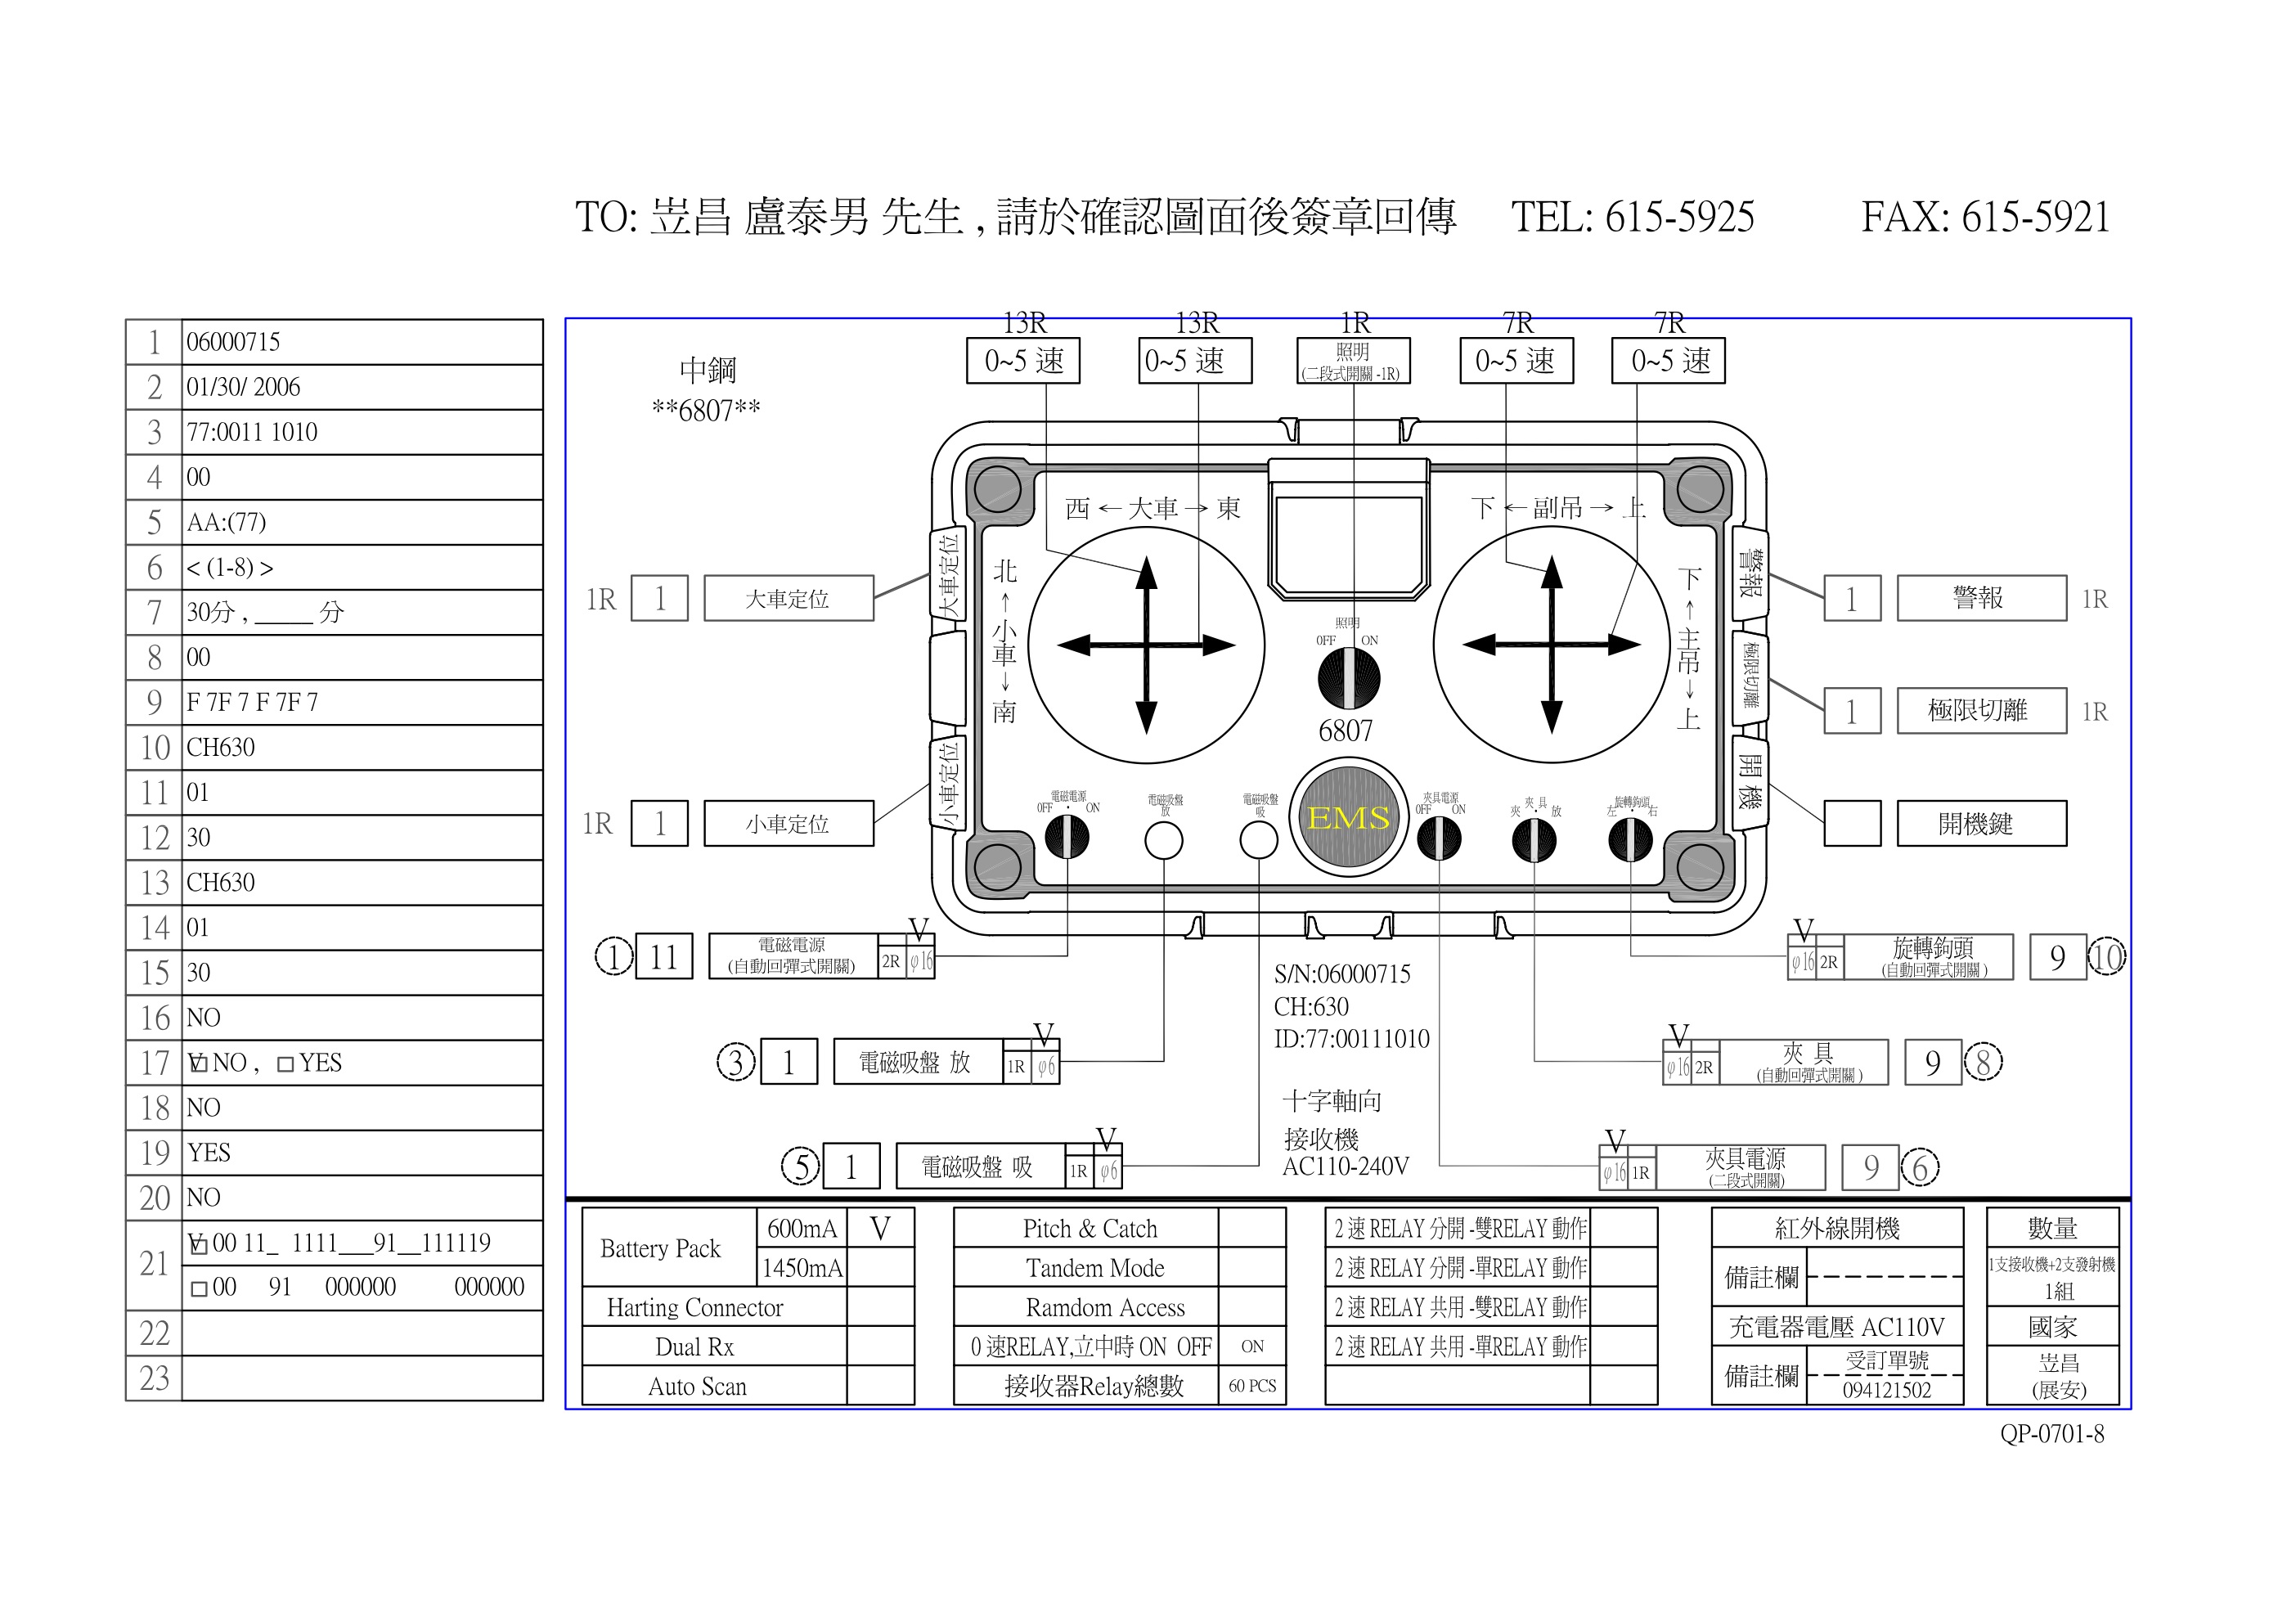 TO: 岦昌 盧泰男 先生 , 請於確認圖面後簽章回傳 TEL: 615-5925 FAX: 615-5921
1 06000715
2 01/30/ 2006
3 77:0011 1010
4 00
5 AA:(77)
6 < (1-8) >
7 30分 , ____ 分
8 00
9 F 7F 7 F 7F 7
10 CH630
11 01
12 30
13 CH630
14 01
15 30
16 NO
17 V□ NO , □ YES
18 NO
19 YES
20 NO
21 V□ 00 11_ 1111___91__111119
□ 00 91 000000 000000
22
23
中鋼
**6807**
13R 13R 1R 7R 7R
0~5 速 0~5 速 照明 0~5 速 0~5 速
(二段式開關 -1R)
西 ← 大車 → 東
下 ← 副吊 → 上
北 ← 小車 → 南
下 ← 主吊 → 上
大車定位
小車定位
警報
極限切離
開機
1R 1 大車定位
1R 1 小車定位
1 警報 1R
1 極限切離 1R
開機鍵
照明
OFF ON
6807
EMS
電磁電源
OFF · ON
電磁吸盤
放
電磁吸盤
吸
夾具電源
OFF ON
夾 具
夾 · 放
旋轉鉤頭
左 · 右
V
1 11 電磁電源 2R φ16
(自動回彈式開關)
V
3 1 電磁吸盤 放 1R φ6
V
5 1 電磁吸盤 吸 1R φ6
S/N:06000715
CH:630
ID:77:00111010
十字軸向
接收機
AC110-240V
V
φ16 2R 旋轉鉤頭 9 10
(自動回彈式開關 )
V
φ16 2R 夾 具 9 8
(自動回彈式開關 )
V
φ16 1R 夾具電源 9 6
(二段式開關)
Battery Pack 600mA V
1450mA
Harting Connector
Dual Rx
Auto Scan
Pitch & Catch
Tandem Mode
Ramdom Access
0 速RELAY,立中時 ON OFF ON
接收器Relay總數 60 PCS
2 速 RELAY 分開 -雙RELAY 動作
2 速 RELAY 分開 -單RELAY 動作
2 速 RELAY 共用 -雙RELAY 動作
2 速 RELAY 共用 -單RELAY 動作
紅外線開機
備註欄
充電器電壓 AC110V
備註欄 受訂單號
094121502
數量
1支接收機+2支發射機
1組
國家
岦昌
(展安)
QP-0701-8